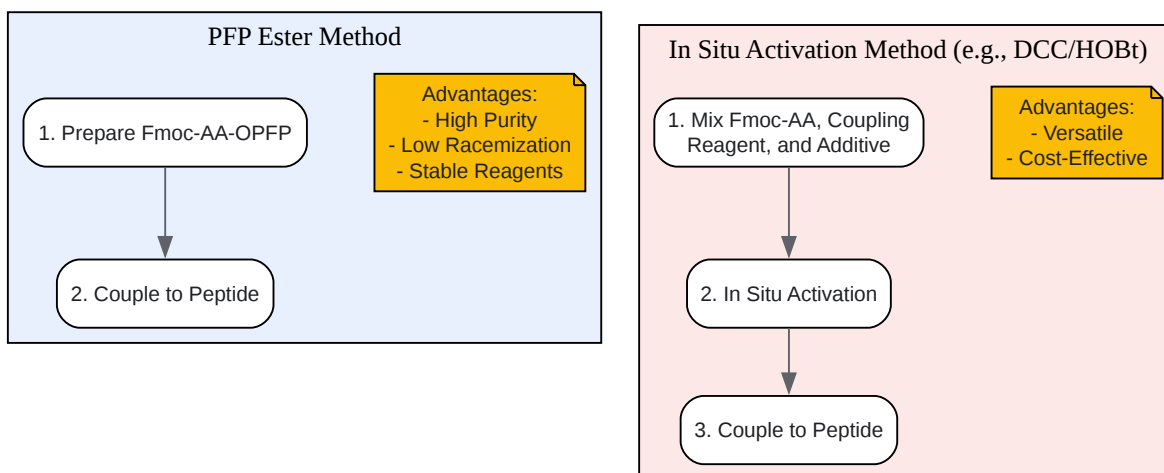 PFP Ester Method
1. Prepare Fmoc-AA-OPFP
2. Couple to Peptide
Advantages:
- High Purity
- Low Racemization
- Stable Reagents
In Situ Activation Method (e.g., DCC/HOBt)
1. Mix Fmoc-AA, Coupling
Reagent, and Additive
2. In Situ Activation
3. Couple to Peptide
Advantages:
- Versatile
- Cost-Effective